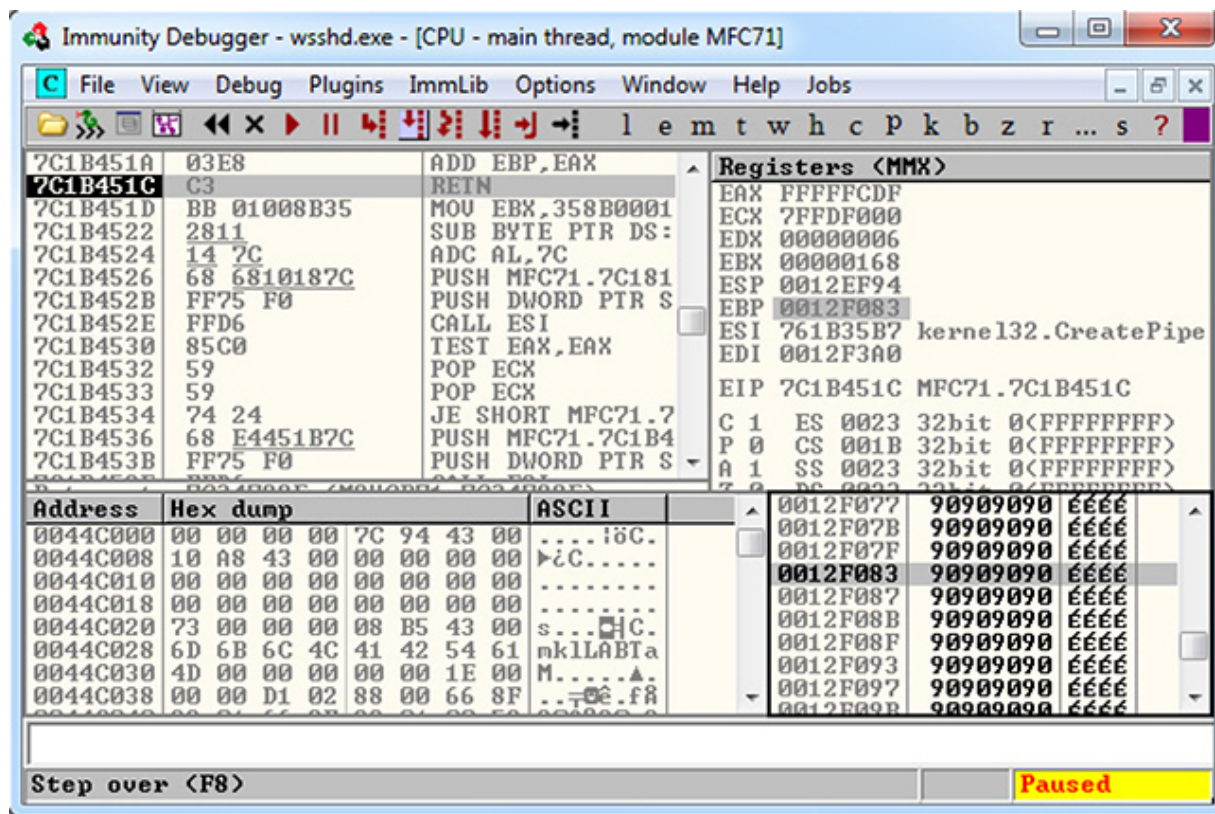 Immunity Debugger - wsshd.exe - [CPU - main thread, module MFC71]
C File View Debug Plugins ImmLib Options Window Help Jobs
l e m t w h c P k b z r ... s ?
7C1B451A 03E8 ADD EBP,EAX
7C1B451C C3 RETN
7C1B451D BB 01008B35 MOV EBX,358B0001
7C1B4522 2811 SUB BYTE PTR DS:
7C1B4524 14 7C ADC AL,7C
7C1B4526 68 6810187C PUSH MFC71.7C181
7C1B452B FF75 F0 PUSH DWORD PTR S
7C1B452E FFD6 CALL ESI
7C1B4530 85C0 TEST EAX,EAX
7C1B4532 59 POP ECX
7C1B4533 59 POP ECX
7C1B4534 74 24 JE SHORT MFC71.7
7C1B4536 68 E4451B7C PUSH MFC71.7C1B4
7C1B453B FF75 F0 PUSH DWORD PTR S
Registers (MMX)
EAX FFFFFCDF
ECX 7FFDF000
EDX 00000006
EBX 00000168
ESP 0012EF94
EBP 0012F083
ESI 761B35B7 kernel32.CreatePipe
EDI 0012F3A0
EIP 7C1B451C MFC71.7C1B451C
C 1 ES 0023 32bit 0(FFFFFFFF)
P 0 CS 001B 32bit 0(FFFFFFFF)
A 1 SS 0023 32bit 0(FFFFFFFF)
Address Hex dump ASCII
0044C000 00 00 00 00 7C 94 43 00 ....¦öC.
0044C008 10 A8 43 00 00 00 00 00 ►¿C.....
0044C010 00 00 00 00 00 00 00 00 ........
0044C018 00 00 00 00 00 00 00 00 ........
0044C020 73 00 00 00 08 B5 43 00 s...◘╡C.
0044C028 6D 6B 6C 4C 41 42 54 61 mklLABTa
0044C030 4D 00 00 00 00 00 1E 00 M.....▲.
0044C038 00 00 D1 02 88 00 66 8F ..╤☻ê.fÅ
0012F077 90909090 ÉÉÉÉ
0012F07B 90909090 ÉÉÉÉ
0012F07F 90909090 ÉÉÉÉ
0012F083 90909090 ÉÉÉÉ
0012F087 90909090 ÉÉÉÉ
0012F08B 90909090 ÉÉÉÉ
0012F08F 90909090 ÉÉÉÉ
0012F093 90909090 ÉÉÉÉ
0012F097 90909090 ÉÉÉÉ
0012F09B 90909090 ÉÉÉÉ
Step over (F8)
Paused